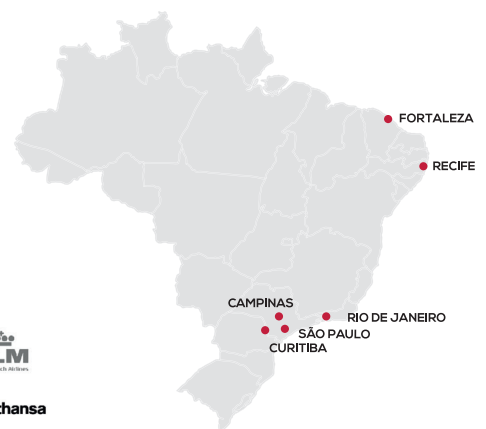 FORTALEZA
RECIFE
CAMPINAS
RIO DE JANEIRO
SÃO PAULO
CURITIBA